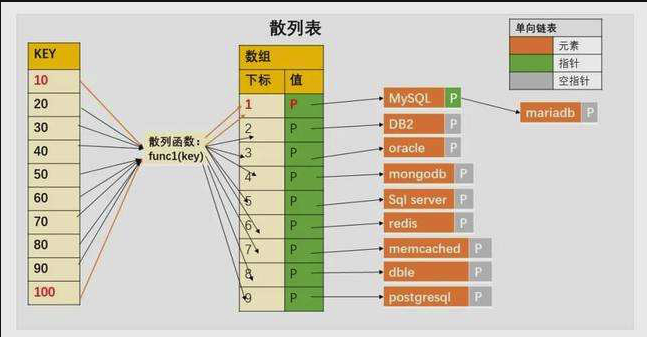 散列表
单向链表
元素
指针
空指针
KEY
10
20
30
40
50
60
70
80
90
100
散列函数:
func1(key)
数组
下标 值
1 P
2 P
3 P
4 P
5 P
6 P
7 P
8 P
9 P
MySQL P
mariadb P
DB2 P
oracle P
mongodb P
Sql server P
redis P
memcached P
dble P
postgresql P